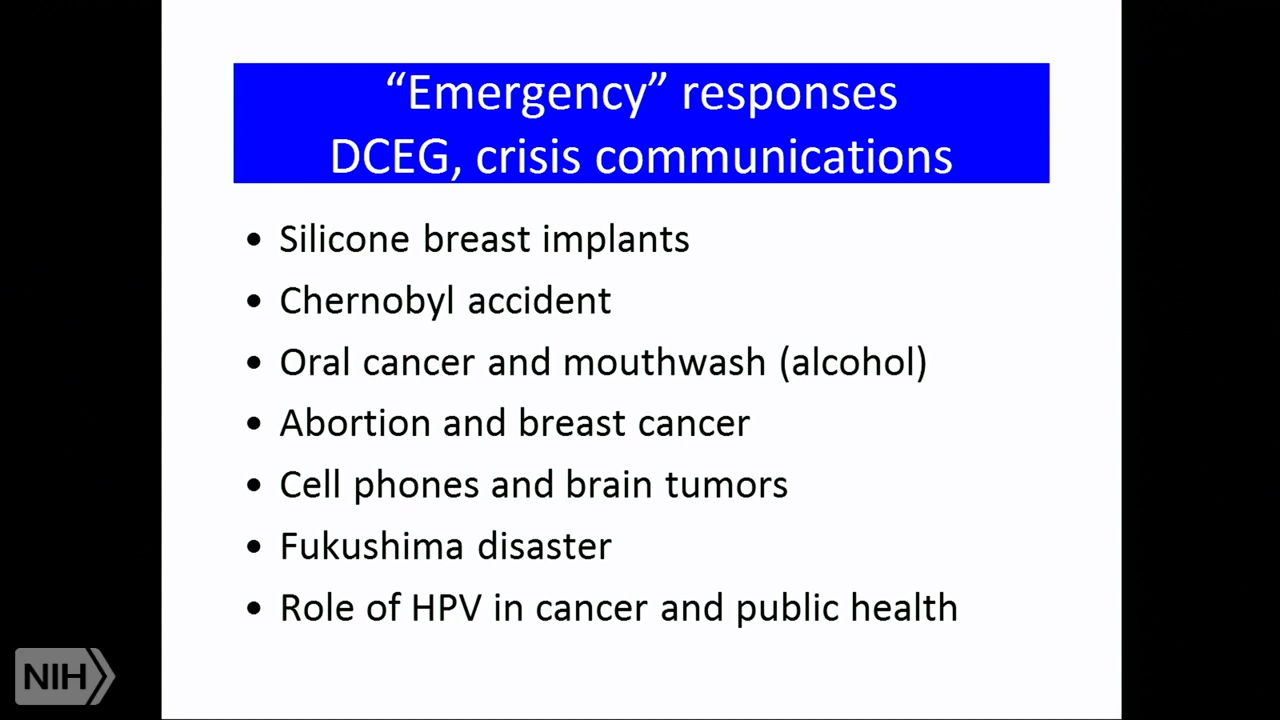 “Emergency” responses
DCEG, crisis communications
• Silicone breast implants
• Chernobyl accident
• Oral cancer and mouthwash (alcohol)
• Abortion and breast cancer
• Cell phones and brain tumors
• Fukushima disaster
• Role of HPV in cancer and public health
NIH